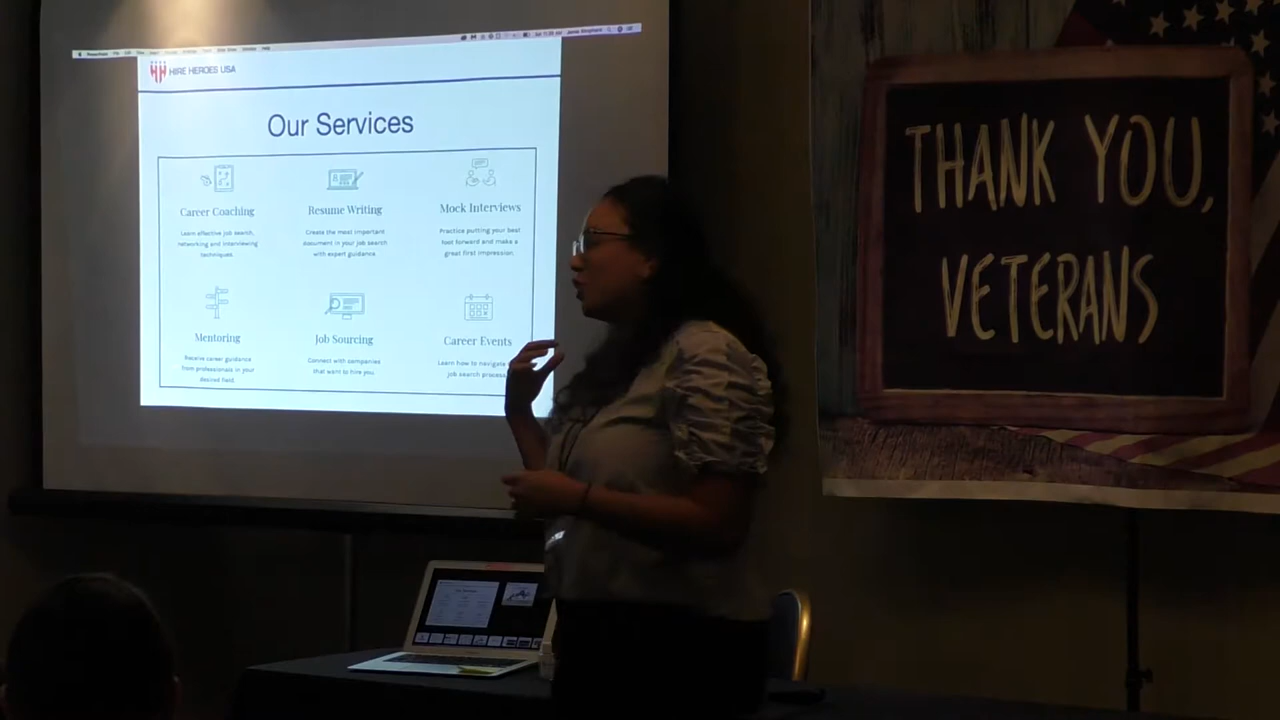 HIRE HEROES USA
Our Services
Career Coaching
Learn effective job search,
networking and interviewing
techniques.
Resume Writing
Create the most important
document in your job search
with expert guidance.
Mock Interviews
Practice putting your best
foot forward and make a
great first impression.
Mentoring
Receive career guidance
from professionals in your
desired field.
Job Sourcing
Connect with companies
that want to hire you.
Career Events
Learn how to navigate
job search process.
THANK YOU,
VETERANS